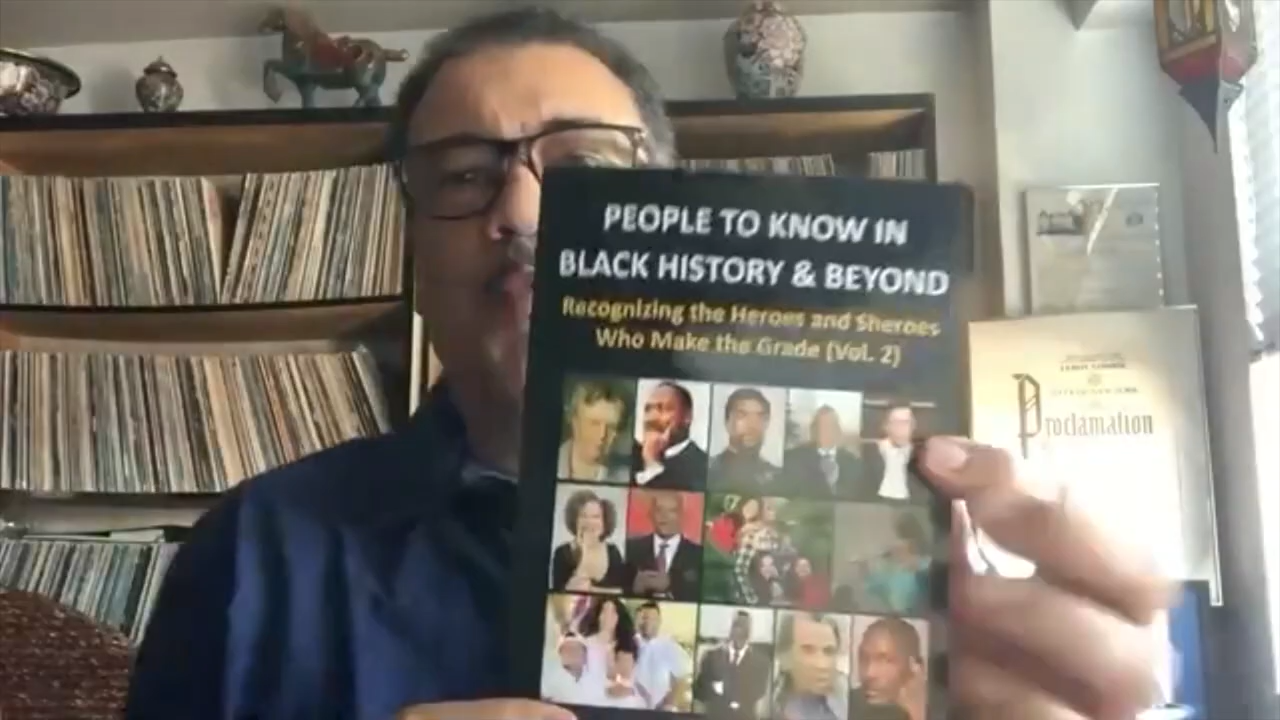 PEOPLE TO KNOW IN
BLACK HISTORY & BEYOND
Recognizing the Heroes and Sheroes
Who Make the Grade (Vol. 2)
Proclamation